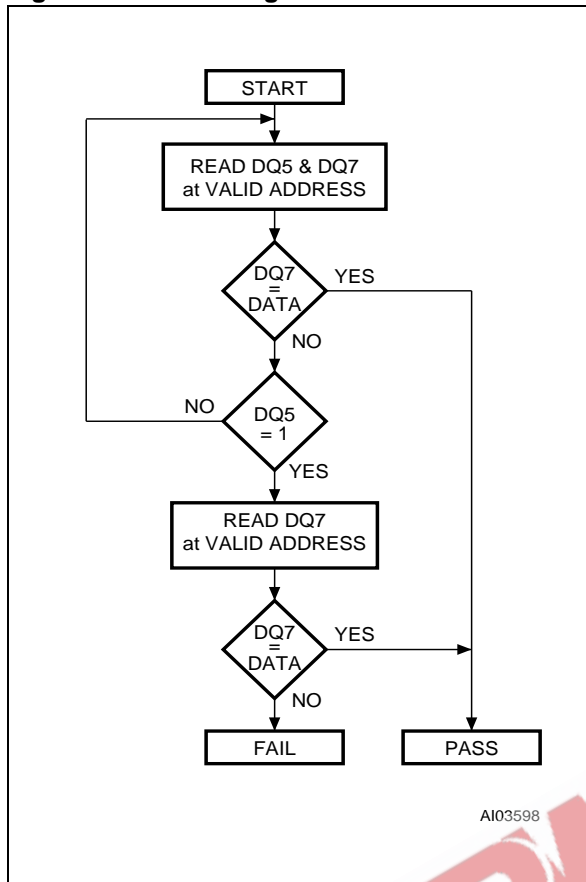 START
READ DQ5 & DQ7
at VALID ADDRESS
DQ7
=
DATA
YES
NO
DQ5
= 1
NO
YES
READ DQ7
at VALID ADDRESS
DQ7
=
DATA
YES
NO
FAIL
PASS
AI03598